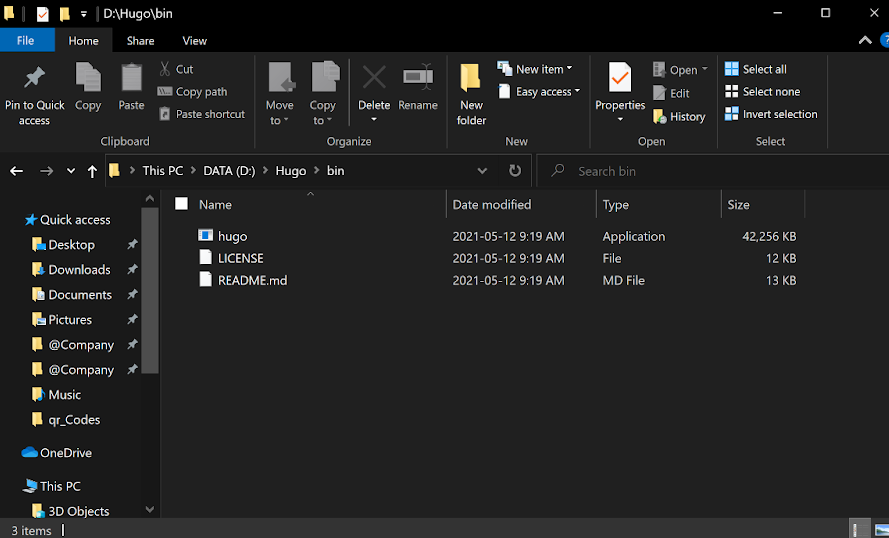 D:\Hugo\bin
File Home Share View
Pin to Quick access
Copy
Paste
Cut
Copy path
Paste shortcut
Clipboard
Move to
Copy to
Delete
Rename
Organize
New folder
New item
Easy access
New
Properties
Open
Edit
History
Open
Select all
Select none
Invert selection
Select
This PC > DATA (D:) > Hugo > bin
Search bin
Quick access
Desktop
Downloads
Documents
Pictures
@Company
@Company
Music
qr_Codes
OneDrive
This PC
3D Objects
Name Date modified Type Size
hugo 2021-05-12 9:19 AM Application 42,256 KB
LICENSE 2021-05-12 9:19 AM File 12 KB
README.md 2021-05-12 9:19 AM MD File 13 KB
3 items